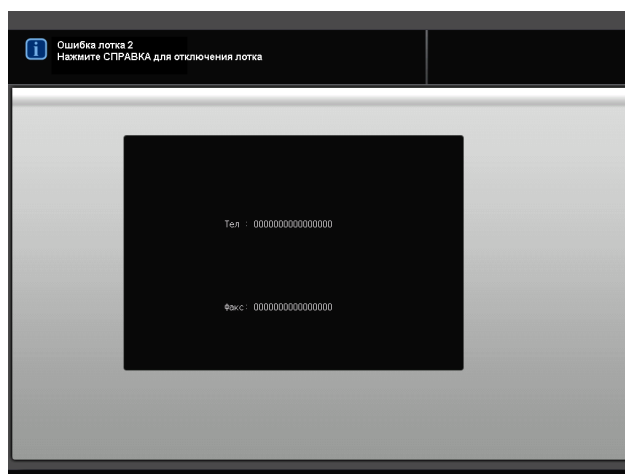 Ошибка лотка 2
Нажмите СПРАВКА для отключения лотка
Тел : 0000000000000000
Факс: 0000000000000000